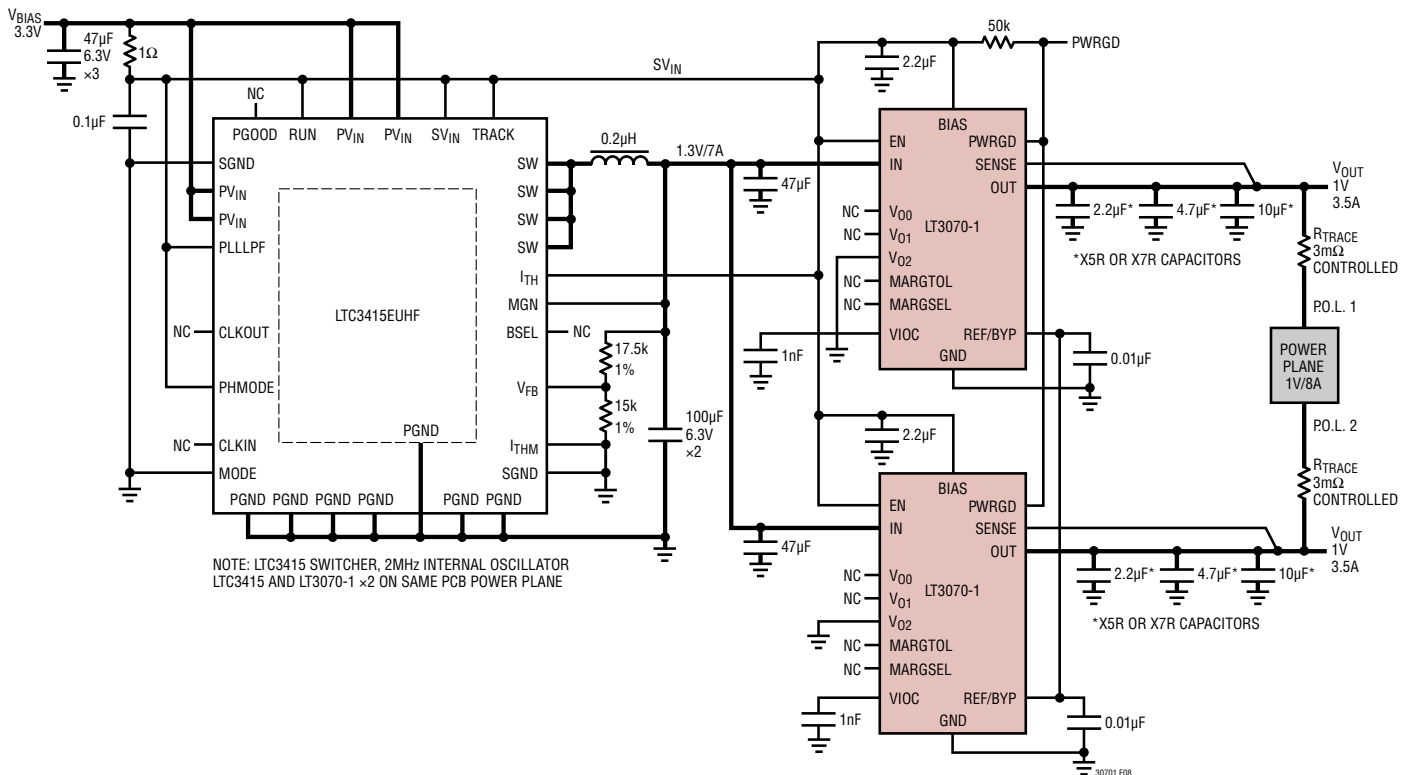 VBIAS
3.3V
47µF
6.3V
×3
1Ω
NC
0.1µF
SVIN
PGOOD RUN PVIN PVIN SVIN TRACK
SGND
PVIN
PVIN
PLLLPF
NC CLKOUT
PHMODE
NC CLKIN
MODE
LTC3415EUHF
PGND
PGND PGND PGND PGND PGND PGND
SW
SW
SW
SW
ITH
MGN
BSEL NC
VFB
ITHM
SGND
0.2µH
1.3V/7A
17.5k
1%
15k
1%
100µF
6.3V
×2
NOTE: LTC3415 SWITCHER, 2MHz INTERNAL OSCILLATOR
LTC3415 AND LT3070-1 ×2 ON SAME PCB POWER PLANE
50k
PWRGD
2.2µF
BIAS
EN PWRGD
IN SENSE
OUT
47µF
NC VO0
NC VO1
VO2
NC MARGTOL
NC MARGSEL
VIOC REF/BYP
GND
LT3070-1
1nF
0.01µF
2.2µF* 4.7µF* 10µF*
*X5R OR X7R CAPACITORS
VOUT
1V
3.5A
RTRACE
3mΩ
CONTROLLED
P.O.L. 1
POWER
PLANE
1V/8A
P.O.L. 2
RTRACE
3mΩ
CONTROLLED
2.2µF
BIAS
EN PWRGD
IN SENSE
OUT
47µF
NC VO0
NC VO1
VO2
NC MARGTOL
NC MARGSEL
VIOC REF/BYP
GND
LT3070-1
1nF
0.01µF
2.2µF* 4.7µF* 10µF*
*X5R OR X7R CAPACITORS
VOUT
1V
3.5A
30701 F08